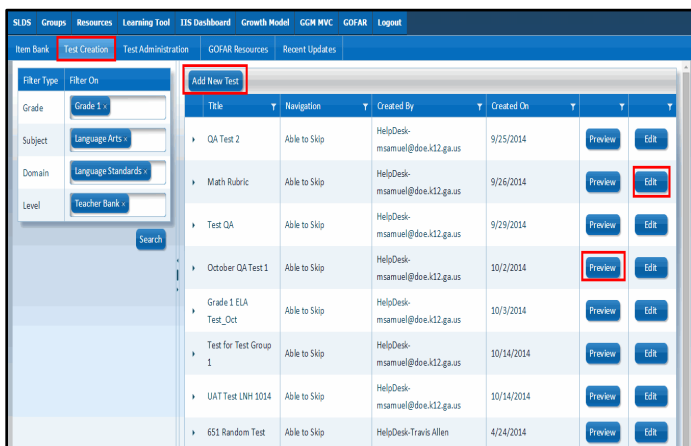 SLDS Groups Resources Learning Tool IIS Dashboard Growth Model GGM MVC GOFAR Logout
Item Bank Test Creation Test Administration GOFAR Resources Recent Updates
Filter Type Filter On
Grade Grade 1 ×
Subject Language Arts ×
Domain Language Standards ×
Level Teacher Bank ×
Search
Add New Test
Title Navigation Created By Created On
QA Test 2 Able to Skip HelpDesk- 9/25/2014 Preview Edit
msamuel@doe.k12.ga.us
Math Rubric Able to Skip HelpDesk- 9/26/2014 Preview Edit
msamuel@doe.k12.ga.us
Test QA Able to Skip HelpDesk- 9/29/2014 Preview Edit
msamuel@doe.k12.ga.us
October QA Test 1 Able to Skip HelpDesk- 10/2/2014 Preview Edit
msamuel@doe.k12.ga.us
Grade 1 ELA Able to Skip HelpDesk- 10/3/2014 Preview Edit
Test_Oct msamuel@doe.k12.ga.us
Test for Test Group Able to Skip HelpDesk- 10/14/2014 Preview Edit
1 msamuel@doe.k12.ga.us
UAT Test LNH 1014 Able to Skip HelpDesk- 10/14/2014 Preview Edit
msamuel@doe.k12.ga.us
651 Random Test Able to Skip HelpDesk-Travis Allen 4/24/2014 Preview Edit